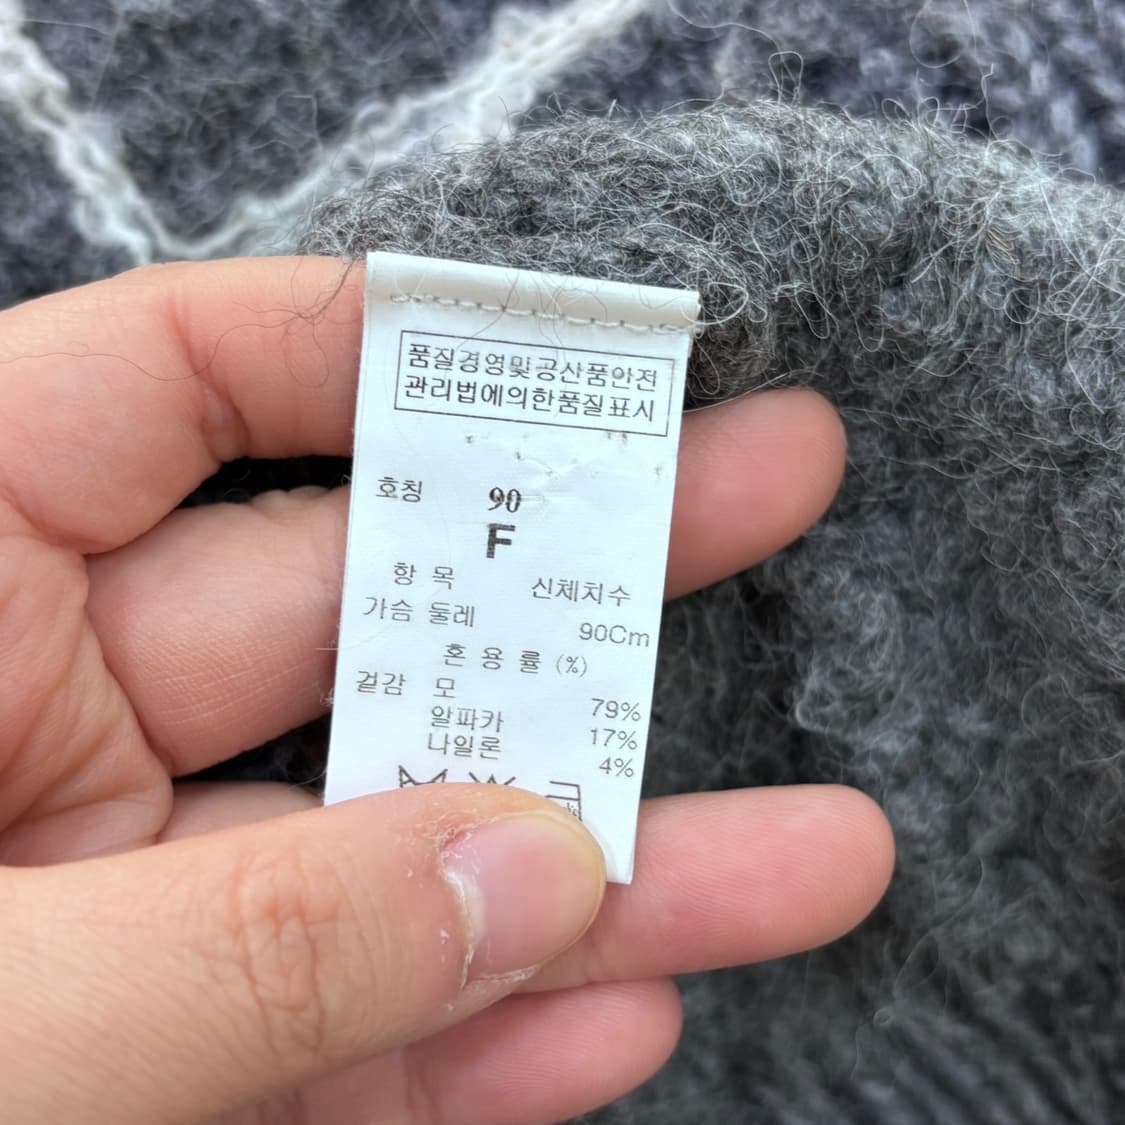 품질경영및공산품안전
관리법에의한품질표시
호칭 90
F
항 목 신체치수
가슴 둘레 90Cm
혼 용 률 (%)
겉감 모 79%
알파카 17%
나일론 4%